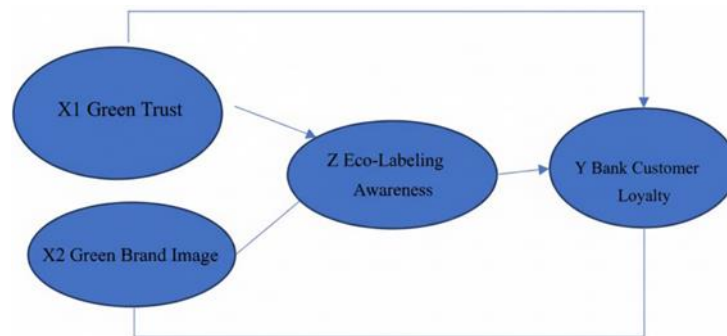 X1 Green Trust
Z Eco-Labeling
Awareness
Y Bank Customer
Loyalty
X2 Green Brand Image